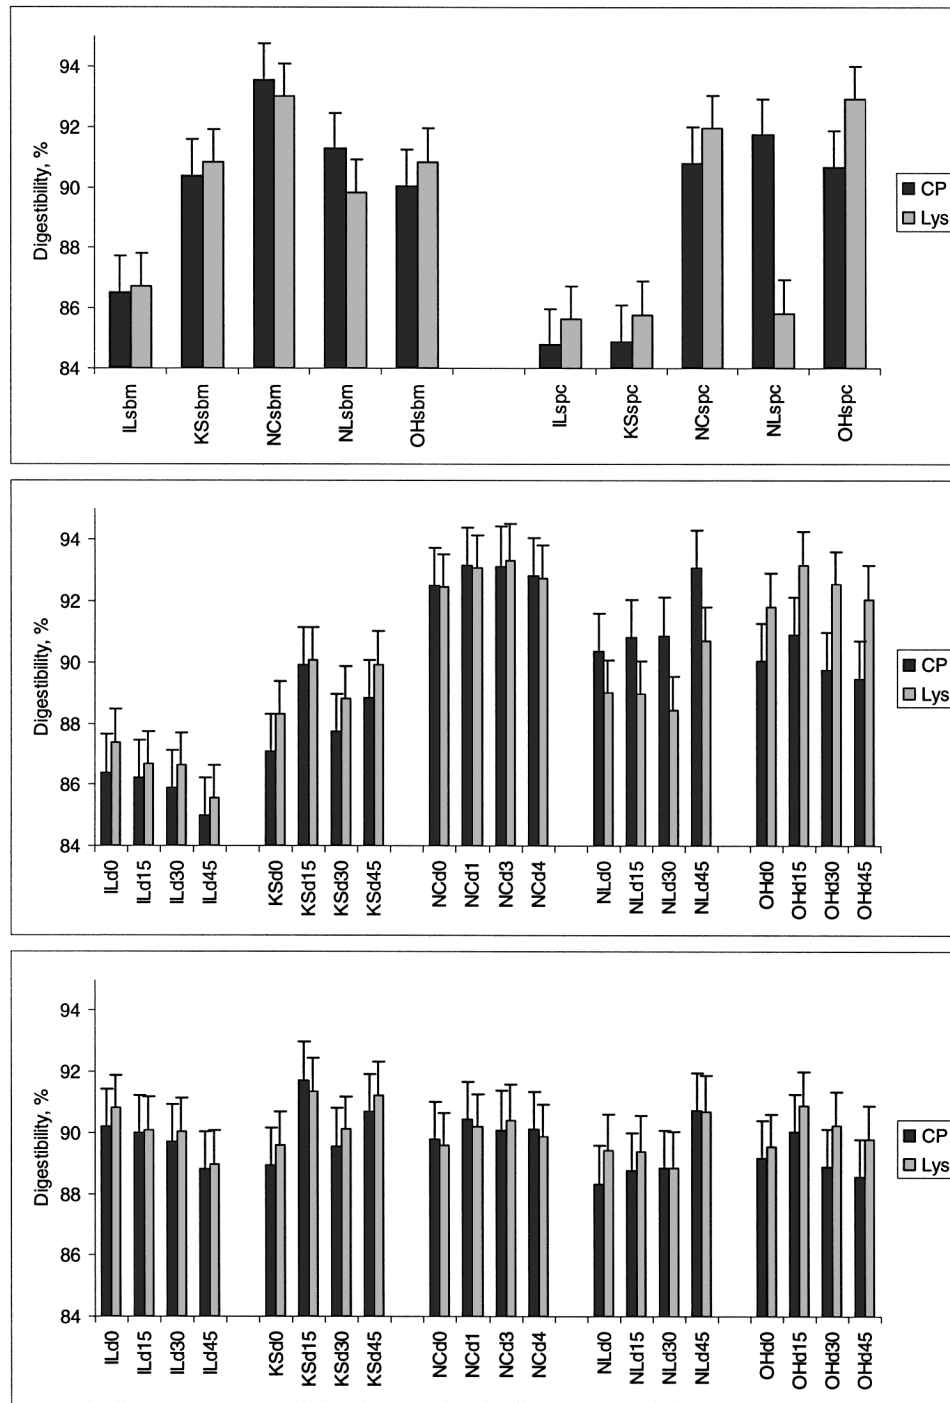 Digestibility, %
94
92
90
88
86
84
CP
Lys
ILsbm
KSsbm
NCsbm
NLsbm
OHsbm
ILspc
KSspc
NCspc
NLspc
OHspc
Digestibility, %
94
92
90
88
86
84
CP
Lys
ILd0
ILd15
ILd30
ILd45
KSd0
KSd15
KSd30
KSd45
NCd0
NCd1
NCd3
NCd4
NLd0
NLd15
NLd30
NLd45
OHd0
OHd15
OHd30
OHd45
Digestibility, %
94
92
90
88
86
84
CP
Lys
ILd0
ILd15
ILd30
ILd45
KSd0
KSd15
KSd30
KSd45
NCd0
NCd1
NCd3
NCd4
NLd0
NLd15
NLd30
NLd45
OHd0
OHd15
OHd30
OHd45